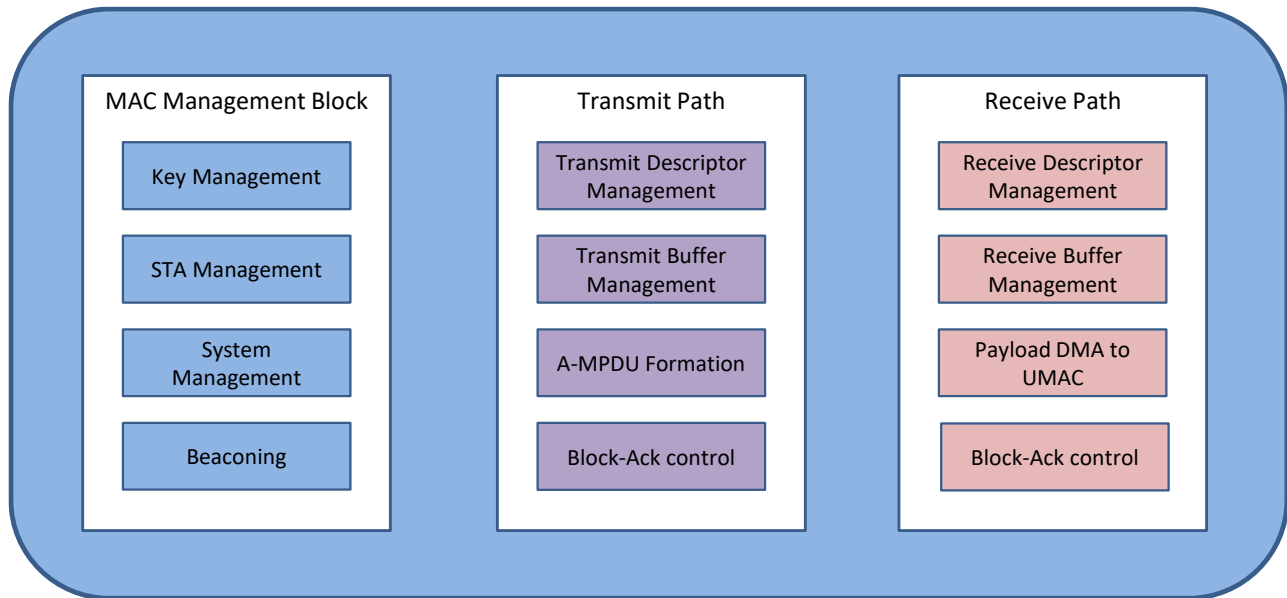 MAC Management Block
Key Management
STA Management
System
Management
Beaconing
Transmit Path
Transmit Descriptor
Management
Transmit Buffer
Management
A-MPDU Formation
Block-Ack control
Receive Path
Receive Descriptor
Management
Receive Buffer
Management
Payload DMA to
UMAC
Block-Ack control